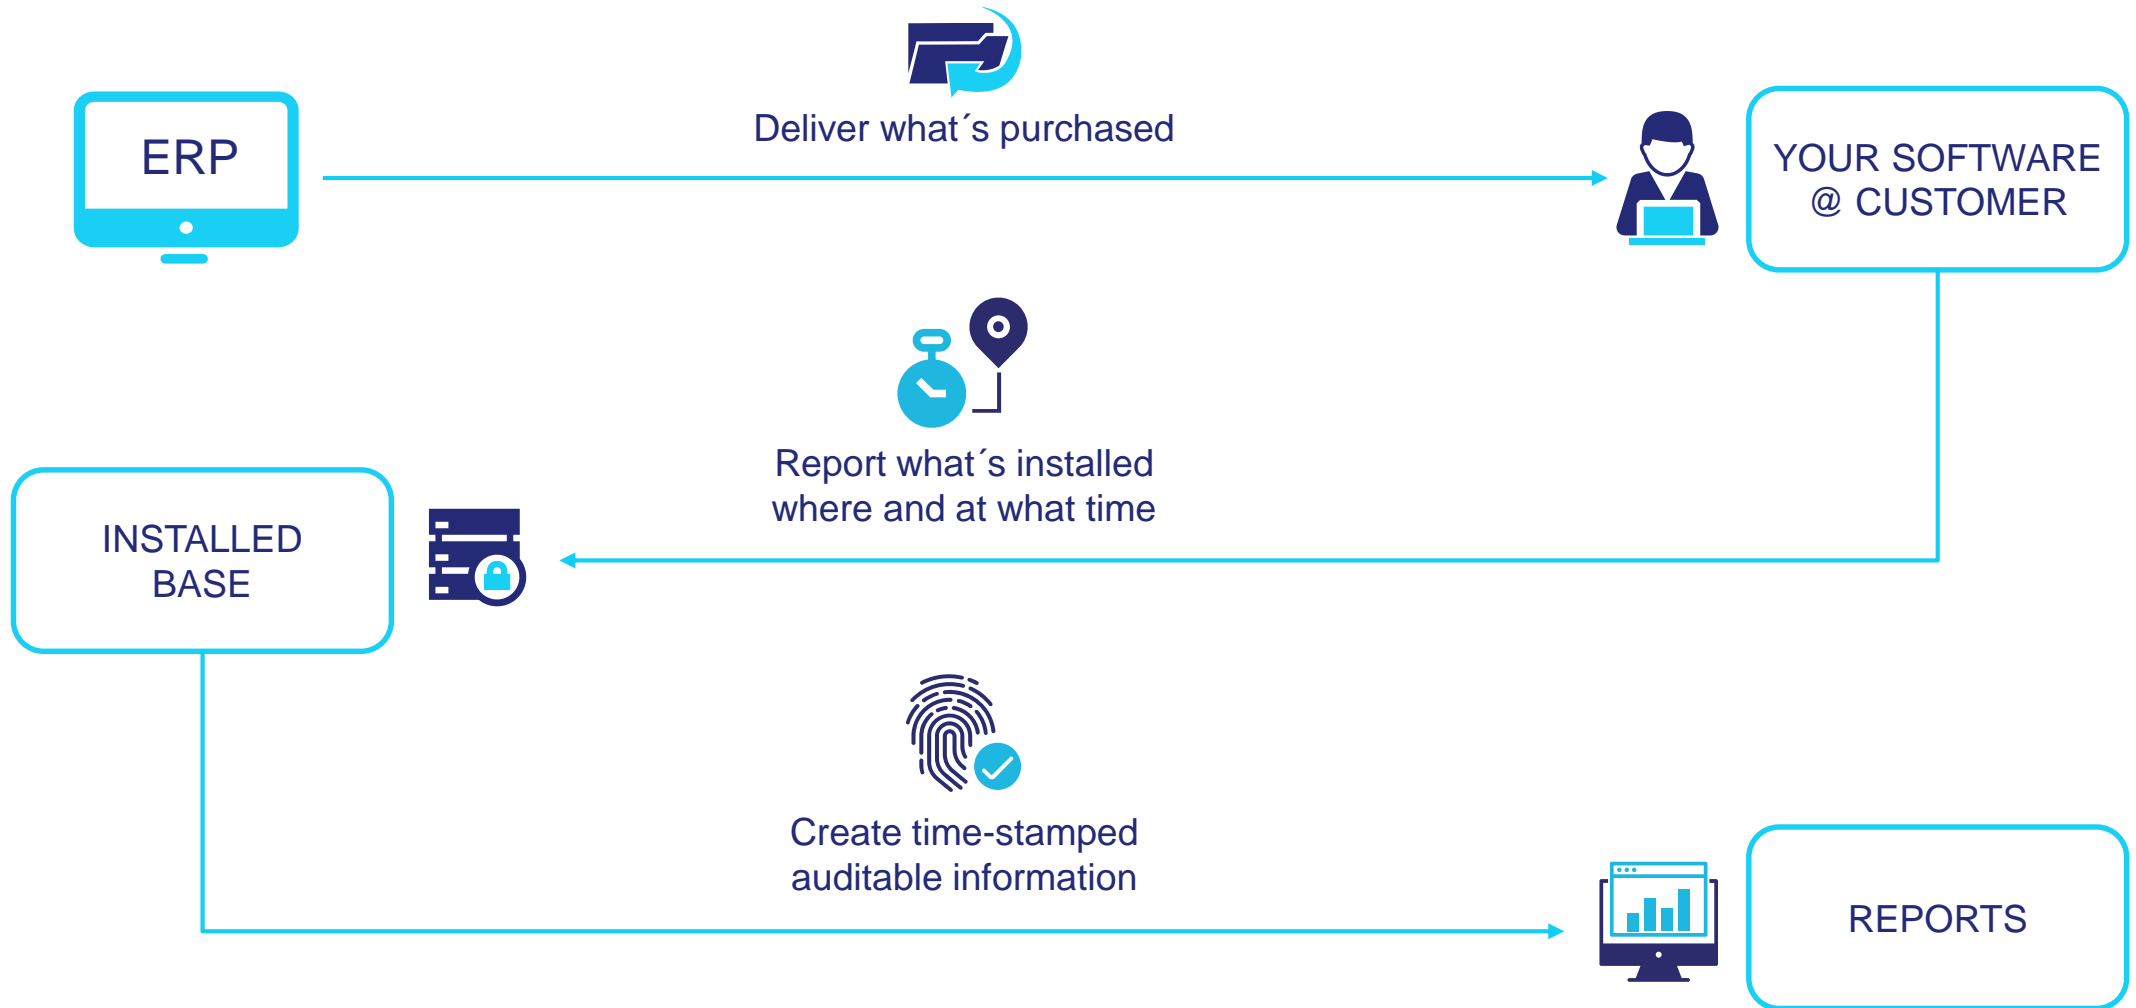 Deliver what´s purchased
ERP
YOUR SOFTWARE
@ CUSTOMER
Report what´s installed
where and at what time
INSTALLED
BASE
Create time-stamped
auditable information
REPORTS